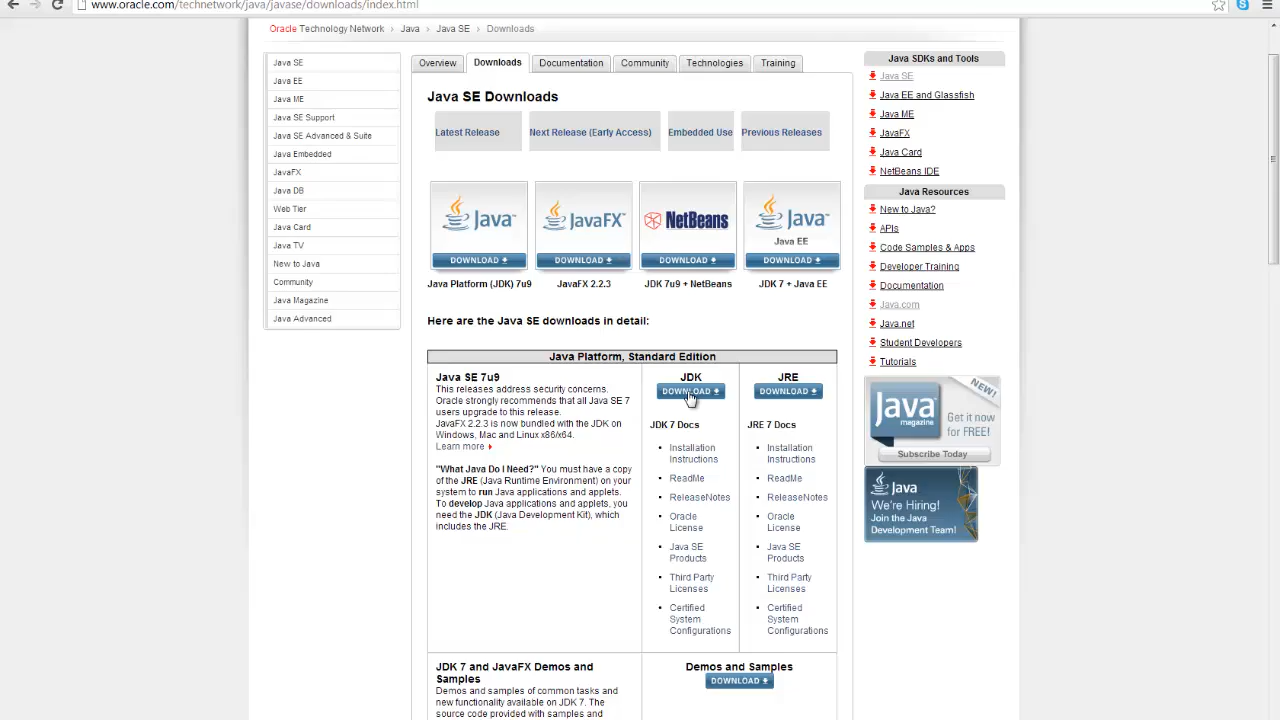 www.oracle.com/technetwork/java/javase/downloads/index.html
Oracle Technology Network > Java > Java SE > Downloads
Java SE
Java EE
Java ME
Java SE Support
Java SE Advanced & Suite
Java Embedded
JavaFX
Java DB
Web Tier
Java Card
Java TV
New to Java
Community
Java Magazine
Java Advanced
Overview
Downloads
Documentation
Community
Technologies
Training
Java SE Downloads
Latest Release
Next Release (Early Access)
Embedded Use
Previous Releases
Java™
DOWNLOAD
Java Platform (JDK) 7u9
JavaFX™
DOWNLOAD
JavaFX 2.2.3
NetBeans
DOWNLOAD
JDK 7u9 + NetBeans
Java™
Java EE
DOWNLOAD
JDK 7 + Java EE
Here are the Java SE downloads in detail:
Java Platform, Standard Edition
Java SE 7u9
This releases address security concerns.
Oracle strongly recommends that all Java SE 7
users upgrade to this release.
JavaFX 2.2.3 is now bundled with the JDK on
Windows, Mac and Linux x86/x64.
Learn more
"What Java Do I Need?" You must have a copy
of the JRE (Java Runtime Environment) on your
system to run Java applications and applets.
To develop Java applications and applets, you
need the JDK (Java Development Kit), which
includes the JRE.
JDK
DOWNLOAD
JDK 7 Docs
Installation
Instructions
ReadMe
ReleaseNotes
Oracle
License
Java SE
Products
Third Party
Licenses
Certified
System
Configurations
JRE
DOWNLOAD
JRE 7 Docs
Installation
Instructions
ReadMe
ReleaseNotes
Oracle
License
Java SE
Products
Third Party
Licenses
Certified
System
Configurations
JDK 7 and JavaFX Demos and
Samples
Demos and samples of common tasks and
new functionality available on JDK 7. The
source code provided with samples and
Demos and Samples
DOWNLOAD
Java SDKs and Tools
Java SE
Java EE and Glassfish
Java ME
JavaFX
Java Card
NetBeans IDE
Java Resources
New to Java?
APIs
Code Samples & Apps
Developer Training
Documentation
Java.com
Java.net
Student Developers
Tutorials
NEW!
Java
magazine
Get it now
for FREE!
Subscribe Today
Java
We're Hiring!
Join the Java
Development Team!